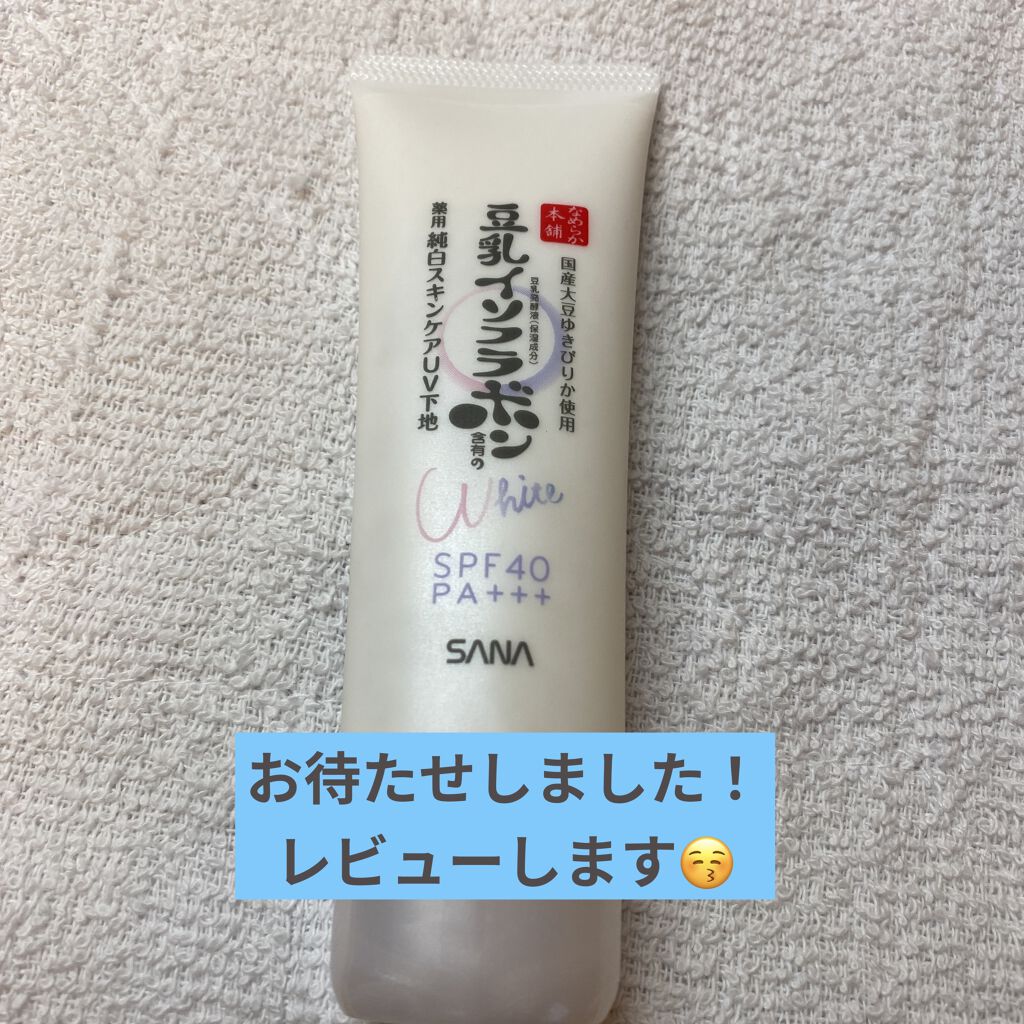 なめらか
本舗
国産大豆ゆきぴりか使用
豆乳発酵液(保湿成分)
豆乳イソフラボン
含有の
薬用 純白スキンケアUV下地
White
SPF40
PA+++
SANA
お待たせしました！
レビューします😚